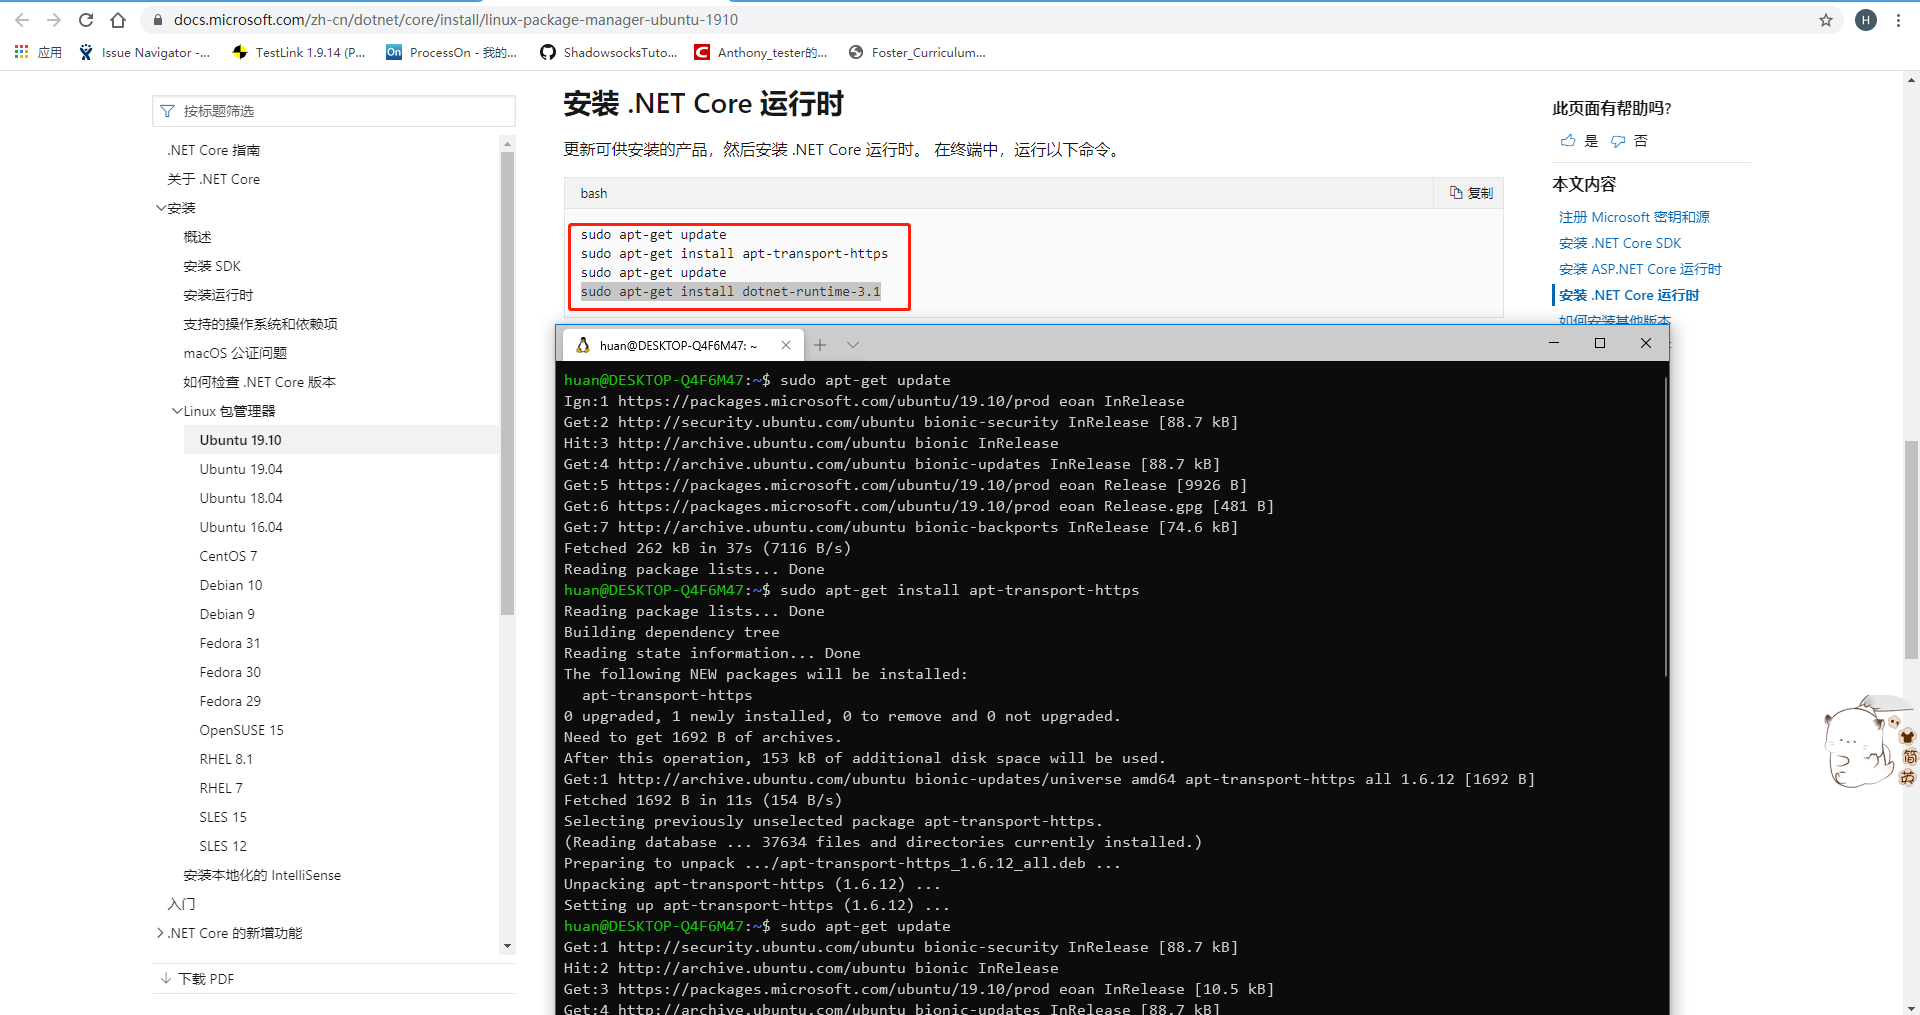 docs.microsoft.com/zh-cn/dotnet/core/install/linux-package-manager-ubuntu-1910
H
应用
Issue Navigator -...
TestLink 1.9.14 (P...
On
ProcessOn - 我的...
ShadowsocksTuto...
C
Anthony_tester的...
Foster_Curriculum...
按标题筛选
.NET Core 指南
关于 .NET Core
安装
概述
安装 SDK
安装运行时
支持的操作系统和依赖项
macOS 公证问题
如何检查 .NET Core 版本
Linux 包管理器
Ubuntu 19.10
Ubuntu 19.04
Ubuntu 18.04
Ubuntu 16.04
CentOS 7
Debian 10
Debian 9
Fedora 31
Fedora 30
Fedora 29
OpenSUSE 15
RHEL 8.1
RHEL 7
SLES 15
SLES 12
安装本地化的 IntelliSense
入门
.NET Core 的新增功能
下载 PDF
安装 .NET Core 运行时
更新可供安装的产品，然后安装 .NET Core 运行时。 在终端中，运行以下命令。
bash
复制
sudo apt-get update
sudo apt-get install apt-transport-https
sudo apt-get update
sudo apt-get install dotnet-runtime-3.1
此页面有帮助吗?
是
否
本文内容
注册 Microsoft 密钥和源
安装 .NET Core SDK
安装 ASP.NET Core 运行时
安装 .NET Core 运行时
如何安装其他版本
huan@DESKTOP-Q4F6M47: ~
huan@DESKTOP-Q4F6M47:~$ sudo apt-get update
Ign:1 https://packages.microsoft.com/ubuntu/19.10/prod eoan InRelease
Get:2 http://security.ubuntu.com/ubuntu bionic-security InRelease [88.7 kB]
Hit:3 http://archive.ubuntu.com/ubuntu bionic InRelease
Get:4 http://archive.ubuntu.com/ubuntu bionic-updates InRelease [88.7 kB]
Get:5 https://packages.microsoft.com/ubuntu/19.10/prod eoan Release [9926 B]
Get:6 https://packages.microsoft.com/ubuntu/19.10/prod eoan Release.gpg [481 B]
Get:7 http://archive.ubuntu.com/ubuntu bionic-backports InRelease [74.6 kB]
Fetched 262 kB in 37s (7116 B/s)
Reading package lists... Done
huan@DESKTOP-Q4F6M47:~$ sudo apt-get install apt-transport-https
Reading package lists... Done
Building dependency tree
Reading state information... Done
The following NEW packages will be installed:
apt-transport-https
0 upgraded, 1 newly installed, 0 to remove and 0 not upgraded.
Need to get 1692 B of archives.
After this operation, 153 kB of additional disk space will be used.
Get:1 http://archive.ubuntu.com/ubuntu bionic-updates/universe amd64 apt-transport-https all 1.6.12 [1692 B]
Fetched 1692 B in 11s (154 B/s)
Selecting previously unselected package apt-transport-https.
(Reading database ... 37634 files and directories currently installed.)
Preparing to unpack .../apt-transport-https_1.6.12_all.deb ...
Unpacking apt-transport-https (1.6.12) ...
Setting up apt-transport-https (1.6.12) ...
huan@DESKTOP-Q4F6M47:~$ sudo apt-get update
Get:1 http://security.ubuntu.com/ubuntu bionic-security InRelease [88.7 kB]
Hit:2 http://archive.ubuntu.com/ubuntu bionic InRelease
Get:3 https://packages.microsoft.com/ubuntu/19.10/prod eoan InRelease [10.5 kB]
Get:4 http://archive.ubuntu.com/ubuntu bionic-updates InRelease [88.7 kB]
简
英